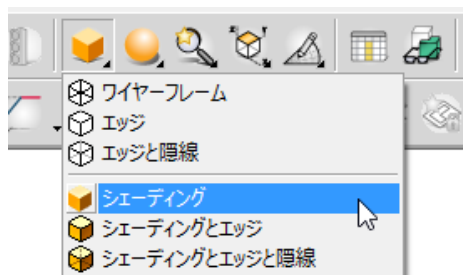 ワイヤーフレーム
エッジ
エッジと隠線
シェーディング
シェーディングとエッジ
シェーディングとエッジと隠線